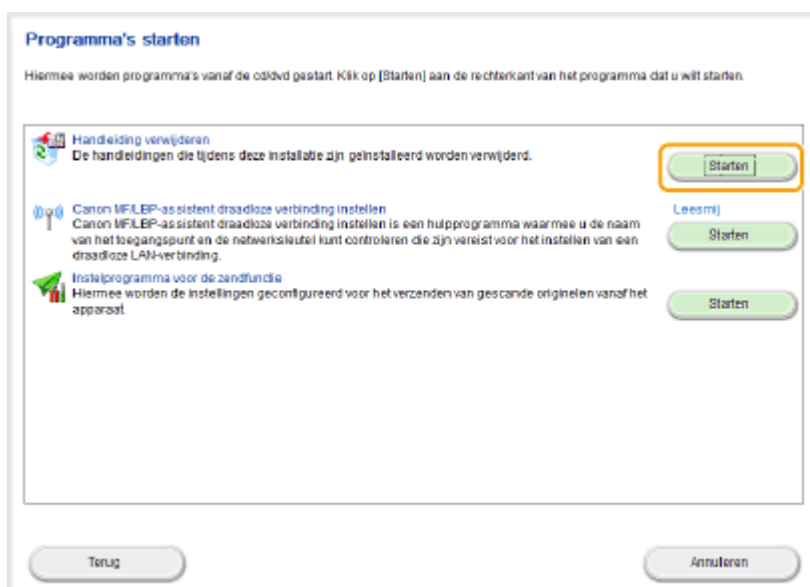 Programma's starten
Hiermee worden programma's vanaf de cd/dvd gestart. Klik op [Starten] aan de rechterkant van het programma dat u wilt starten.
Handleiding verwijderen
De handleidingen die tijdens deze installatie zijn geïnstalleerd worden verwijderd.
Starten
Canon MF/LBP-assistent draadloze verbinding instellen
Leesmij
Canon MF/LBP-assistent draadloze verbinding instellen is een hulpprogramma waarmee u de naam
van het toegangspunt en de netwerksleutel kunt controleren die zijn vereist voor het instellen van een
draadloze LAN-verbinding.
Starten
Instelprogramma voor de zendfunctie
Hiermee worden de instellingen geconfigureerd voor het verzenden van gescande originelen vanaf het
apparaat.
Starten
Terug
Annuleren